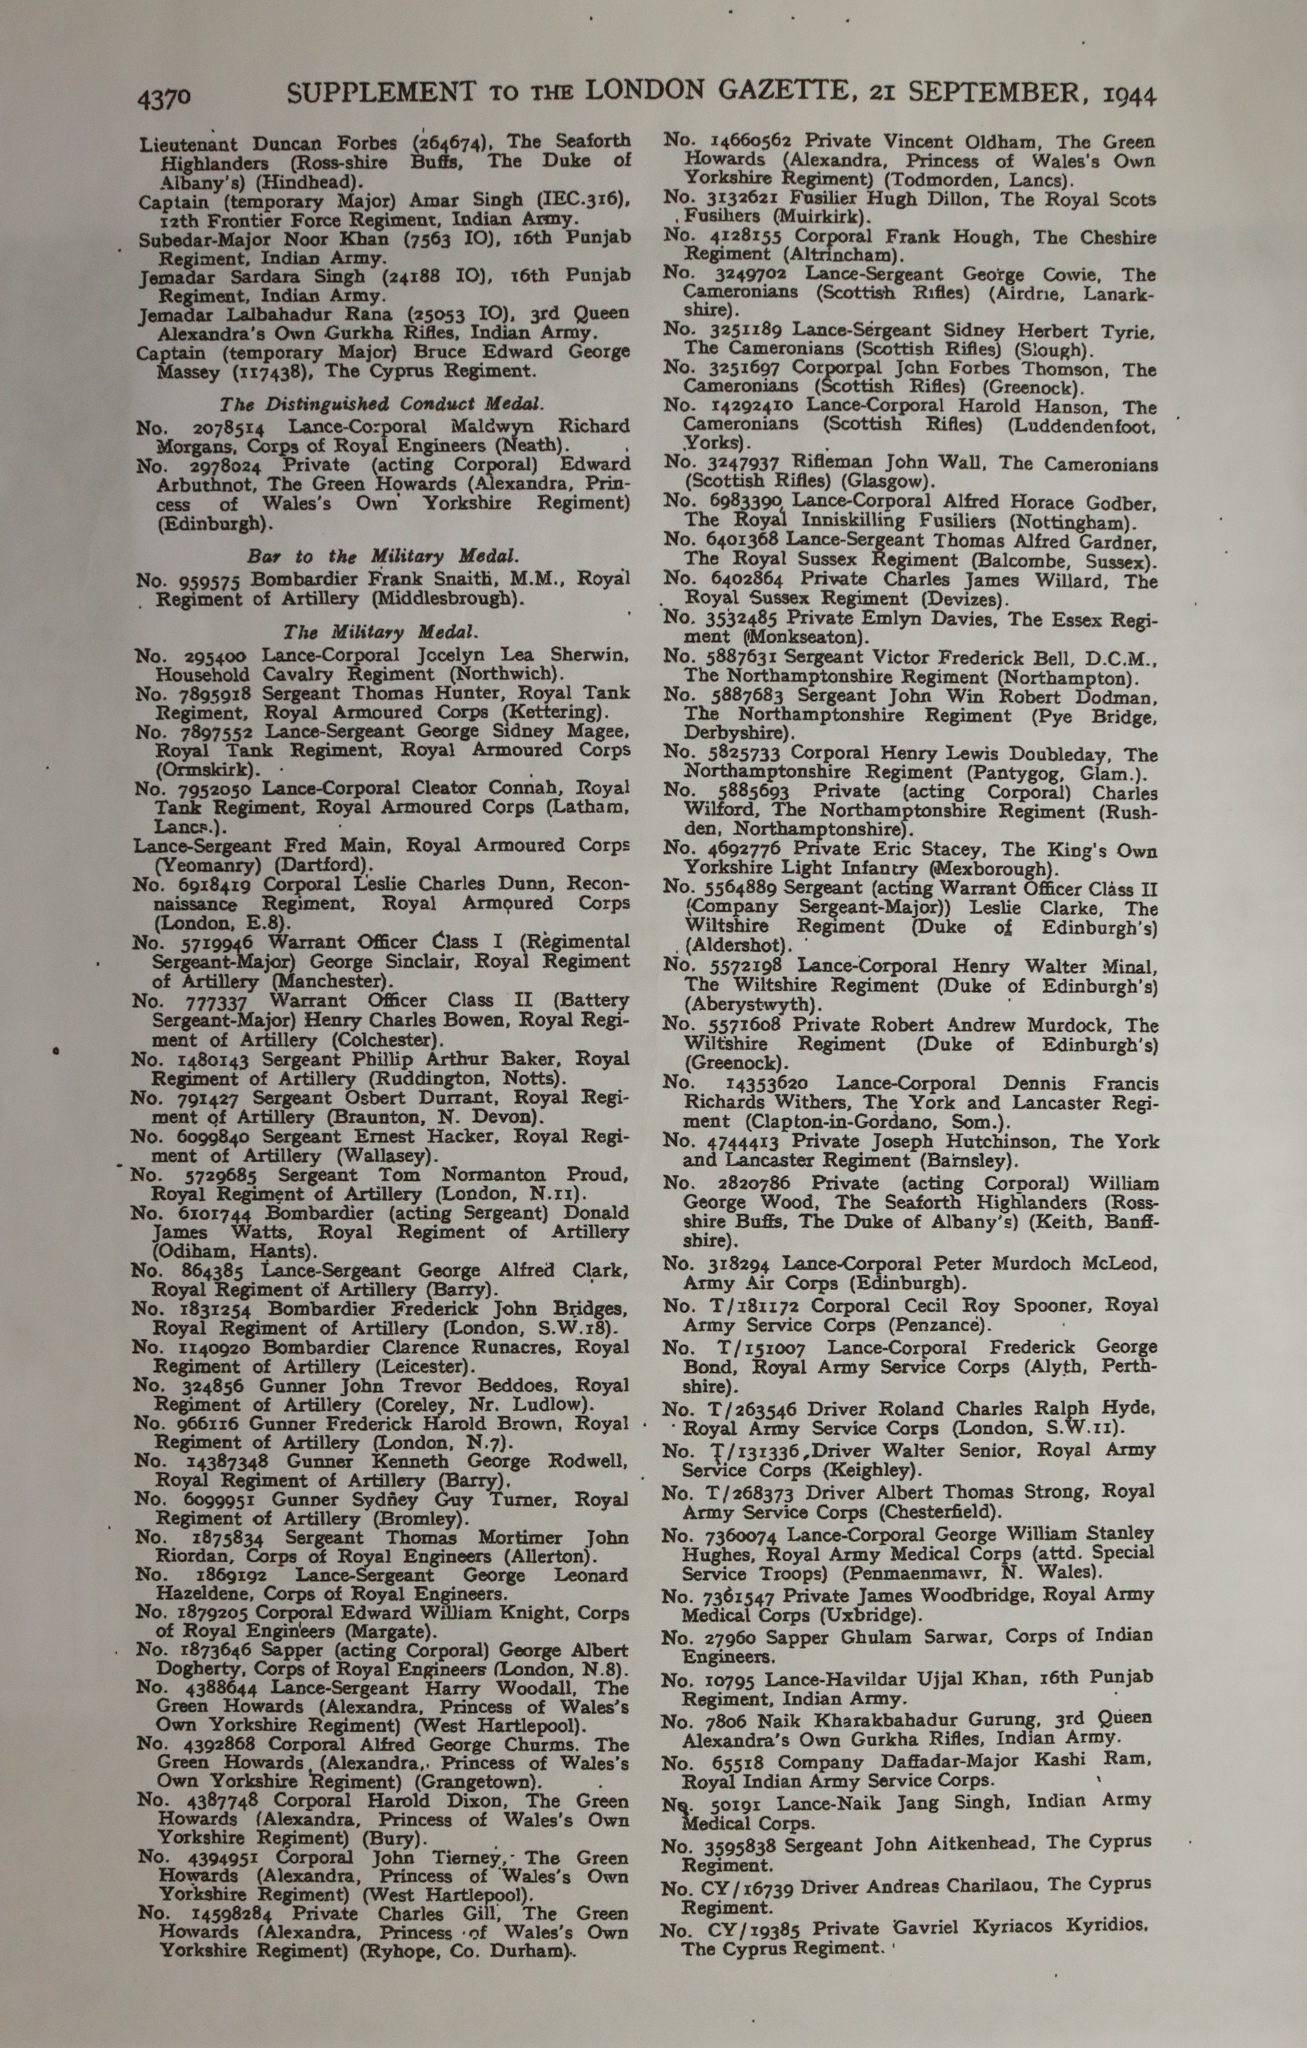 4370 SUPPLEMENT TO THE LONDON GAZETTE, 21 SEPTEMBER, 1944
Lieutenant Duncan Forbes (264674), The Seaforth
Highlanders (Ross-shire Buffs, The Duke of
Albany's) (Hindhead).
Captain (temporary Major) Amar Singh (IEC.316),
12th Frontier Force Regiment, Indian Army.
Subedar-Major Noor Khan (7563 IO), 16th Punjab
Regiment, Indian Army.
Jemadar Sardara Singh (24188 IO), 16th Punjab
Regiment, Indian Army.
Jemadar Lalbahadur Rana (25053 IO), 3rd Queen
Alexandra's Own Gurkha Rifles, Indian Army.
Captain (temporary Major) Bruce Edward George
Massey (117438), The Cyprus Regiment.
The Distinguished Conduct Medal.
No. 2078514 Lance-Corporal Maldwyn Richard
Morgans, Corps of Royal Engineers (Neath).
No. 2978024 Private (acting Corporal) Edward
Arbuthnot, The Green Howards (Alexandra, Prin-
cess of Wales's Own Yorkshire Regiment)
(Edinburgh).
Bar to the Military Medal.
No. 959575 Bombardier Frank Snaith, M.M., Royal
Regiment of Artillery (Middlesbrough).
The Military Medal.
No. 295400 Lance-Corporal Jocelyn Lea Sherwin,
Household Cavalry Regiment (Northwich).
No. 7895918 Sergeant Thomas Hunter, Royal Tank
Regiment, Royal Armoured Corps (Kettering).
No. 7897552 Lance-Sergeant George Sidney Magee,
Royal Tank Regiment, Royal Armoured Corps
(Ormskirk).
No. 7952050 Lance-Corporal Cleator Connah, Royal
Tank Regiment, Royal Armoured Corps (Latham,
Lancs.).
Lance-Sergeant Fred Main, Royal Armoured Corps
(Yeomanry) (Dartford).
No. 6918419 Corporal Leslie Charles Dunn, Recon-
naissance Regiment, Royal Armoured Corps
(London, E.8).
No. 5719946 Warrant Officer Class I (Regimental
Sergeant-Major) George Sinclair, Royal Regiment
of Artillery (Manchester).
No. 777337 Warrant Officer Class II (Battery
Sergeant-Major) Henry Charles Bowen, Royal Regi-
ment of Artillery (Colchester).
No. 1480143 Sergeant Phillip Arthur Baker, Royal
Regiment of Artillery (Ruddington, Notts).
No. 791427 Sergeant Osbert Durrant, Royal Regi-
ment of Artillery (Braunton, N. Devon).
No. 6099840 Sergeant Ernest Hacker, Royal Regi-
ment of Artillery (Wallasey).
No. 5729685 Sergeant Tom Normanton Proud,
Royal Regiment of Artillery (London, N.11).
No. 6101744 Bombardier (acting Sergeant) Donald
James Watts, Royal Regiment of Artillery
(Odiham, Hants).
No. 864385 Lance-Sergeant George Alfred Clark,
Royal Regiment of Artillery (Barry).
No. 1831254 Bombardier Frederick John Bridges,
Royal Regiment of Artillery (London, S.W.18).
No. 1140920 Bombardier Clarence Runacres, Royal
Regiment of Artillery (Leicester).
No. 324856 Gunner John Trevor Beddoes, Royal
Regiment of Artillery (Coreley, Nr. Ludlow).
No. 966116 Gunner Frederick Harold Brown, Royal
Regiment of Artillery (London, N.7).
No. 14387348 Gunner Kenneth George Rodwell,
Royal Regiment of Artillery (Barry).
No. 6099951 Gunner Sydney Guy Turner, Royal
Regiment of Artillery (Bromley).
No. 1875834 Sergeant Thomas Mortimer John
Riordan, Corps of Royal Engineers (Allerton).
No. 1869192 Lance-Sergeant George Leonard
Hazeldene, Corps of Royal Engineers.
No. 1879205 Corporal Edward William Knight, Corps
of Royal Engineers (Margate).
No. 1873646 Sapper (acting Corporal) George Albert
Dogherty, Corps of Royal Engineers (London, N.8).
No. 4388644 Lance-Sergeant Harry Woodall, The
Green Howards (Alexandra, Princess of Wales's
Own Yorkshire Regiment) (West Hartlepool).
No. 4392868 Corporal Alfred George Churms. The
Green Howards (Alexandra, Princess of Wales's
Own Yorkshire Regiment) (Grangetown).
No. 4387748 Corporal Harold Dixon, The Green
Howards (Alexandra, Princess of Wales's Own
Yorkshire Regiment) (Bury).
No. 4394951 Corporal John Tierney, The Green
Howards (Alexandra, Princess of Wales's Own
Yorkshire Regiment) (West Hartlepool).
No. 14598284 Private Charles Gill, The Green
Howards (Alexandra, Princess of Wales's Own
Yorkshire Regiment) (Ryhope, Co. Durham).
No. 14660562 Private Vincent Oldham, The Green
Howards (Alexandra, Princess of Wales's Own
Yorkshire Regiment) (Todmorden, Lancs).
No. 3132621 Fusilier Hugh Dillon, The Royal Scots
Fusiliers (Muirkirk).
No. 4128155 Corporal Frank Hough, The Cheshire
Regiment (Altrincham).
No. 3249702 Lance-Sergeant George Cowie, The
Cameronians (Scottish Rifles) (Airdrie, Lanark-
shire).
No. 3251189 Lance-Sergeant Sidney Herbert Tyrie,
The Cameronians (Scottish Rifles) (Slough).
No. 3251697 Corporpal John Forbes Thomson, The
Cameronians (Scottish Rifles) (Greenock).
No. 14292410 Lance-Corporal Harold Hanson, The
Cameronians (Scottish Rifles) (Luddendenfoot,
Yorks).
No. 3247937 Rifleman John Wall, The Cameronians
(Scottish Rifles) (Glasgow).
No. 6983390 Lance-Corporal Alfred Horace Godber,
The Royal Inniskilling Fusiliers (Nottingham).
No. 6401368 Lance-Sergeant Thomas Alfred Gardner,
The Royal Sussex Regiment (Balcombe, Sussex).
No. 6402864 Private Charles James Willard, The
Royal Sussex Regiment (Devizes).
No. 3532485 Private Emlyn Davies, The Essex Regi-
ment (Monkseaton).
No. 5887631 Sergeant Victor Frederick Bell, D.C.M.,
The Northamptonshire Regiment (Northampton).
No. 5887683 Sergeant John Win Robert Dodman,
The Northamptonshire Regiment (Pye Bridge,
Derbyshire).
No. 5825733 Corporal Henry Lewis Doubleday, The
Northamptonshire Regiment (Pantygog, Glam.).
No. 5885693 Private (acting Corporal) Charles
Wilford, The Northamptonshire Regiment (Rush-
den, Northamptonshire).
No. 4692776 Private Eric Stacey, The King's Own
Yorkshire Light Infantry (Mexborough).
No. 5564889 Sergeant (acting Warrant Officer Class II
(Company Sergeant-Major)) Leslie Clarke, The
Wiltshire Regiment (Duke of Edinburgh's)
(Aldershot).
No. 5572198 Lance-Corporal Henry Walter Minal,
The Wiltshire Regiment (Duke of Edinburgh's)
(Aberystwyth).
No. 5571608 Private Robert Andrew Murdock, The
Wiltshire Regiment (Duke of Edinburgh's)
(Greenock).
No. 14353620 Lance-Corporal Dennis Francis
Richards Withers, The York and Lancaster Regi-
ment (Clapton-in-Gordano, Som.).
No. 4744413 Private Joseph Hutchinson, The York
and Lancaster Regiment (Barnsley).
No. 2820786 Private (acting Corporal) William
George Wood, The Seaforth Highlanders (Ross-
shire Buffs, The Duke of Albany's) (Keith, Banff-
shire).
No. 318294 Lance-Corporal Peter Murdoch McLeod,
Army Air Corps (Edinburgh).
No. T/181172 Corporal Cecil Roy Spooner, Royal
Army Service Corps (Penzance).
No. T/151007 Lance-Corporal Frederick George
Bond, Royal Army Service Corps (Alyth, Perth-
shire).
No. T/263546 Driver Roland Charles Ralph Hyde,
Royal Army Service Corps (London, S.W.11).
No. T/131336 Driver Walter Senior, Royal Army
Service Corps (Keighley).
No. T/268373 Driver Albert Thomas Strong, Royal
Army Service Corps (Chesterfield).
No. 7360074 Lance-Corporal George William Stanley
Hughes, Royal Army Medical Corps (attd. Special
Service Troops) (Penmaenmawr, N. Wales).
No. 7361547 Private James Woodbridge, Royal Army
Medical Corps (Uxbridge).
No. 27960 Sapper Ghulam Sarwar, Corps of Indian
Engineers.
No. 10795 Lance-Havildar Ujjal Khan, 16th Punjab
Regiment, Indian Army.
No. 7806 Naik Kharakbahadur Gurung, 3rd Queen
Alexandra's Own Gurkha Rifles, Indian Army.
No. 65518 Company Daffadar-Major Kashi Ram,
Royal Indian Army Service Corps.
No. 50191 Lance-Naik Jang Singh, Indian Army
Medical Corps.
No. 3595838 Sergeant John Aitkenhead, The Cyprus
Regiment.
No. CY/16739 Driver Andreas Charilaou, The Cyprus
Regiment.
No. CY/19385 Private Gavriel Kyriacos Kyridios,
The Cyprus Regiment.